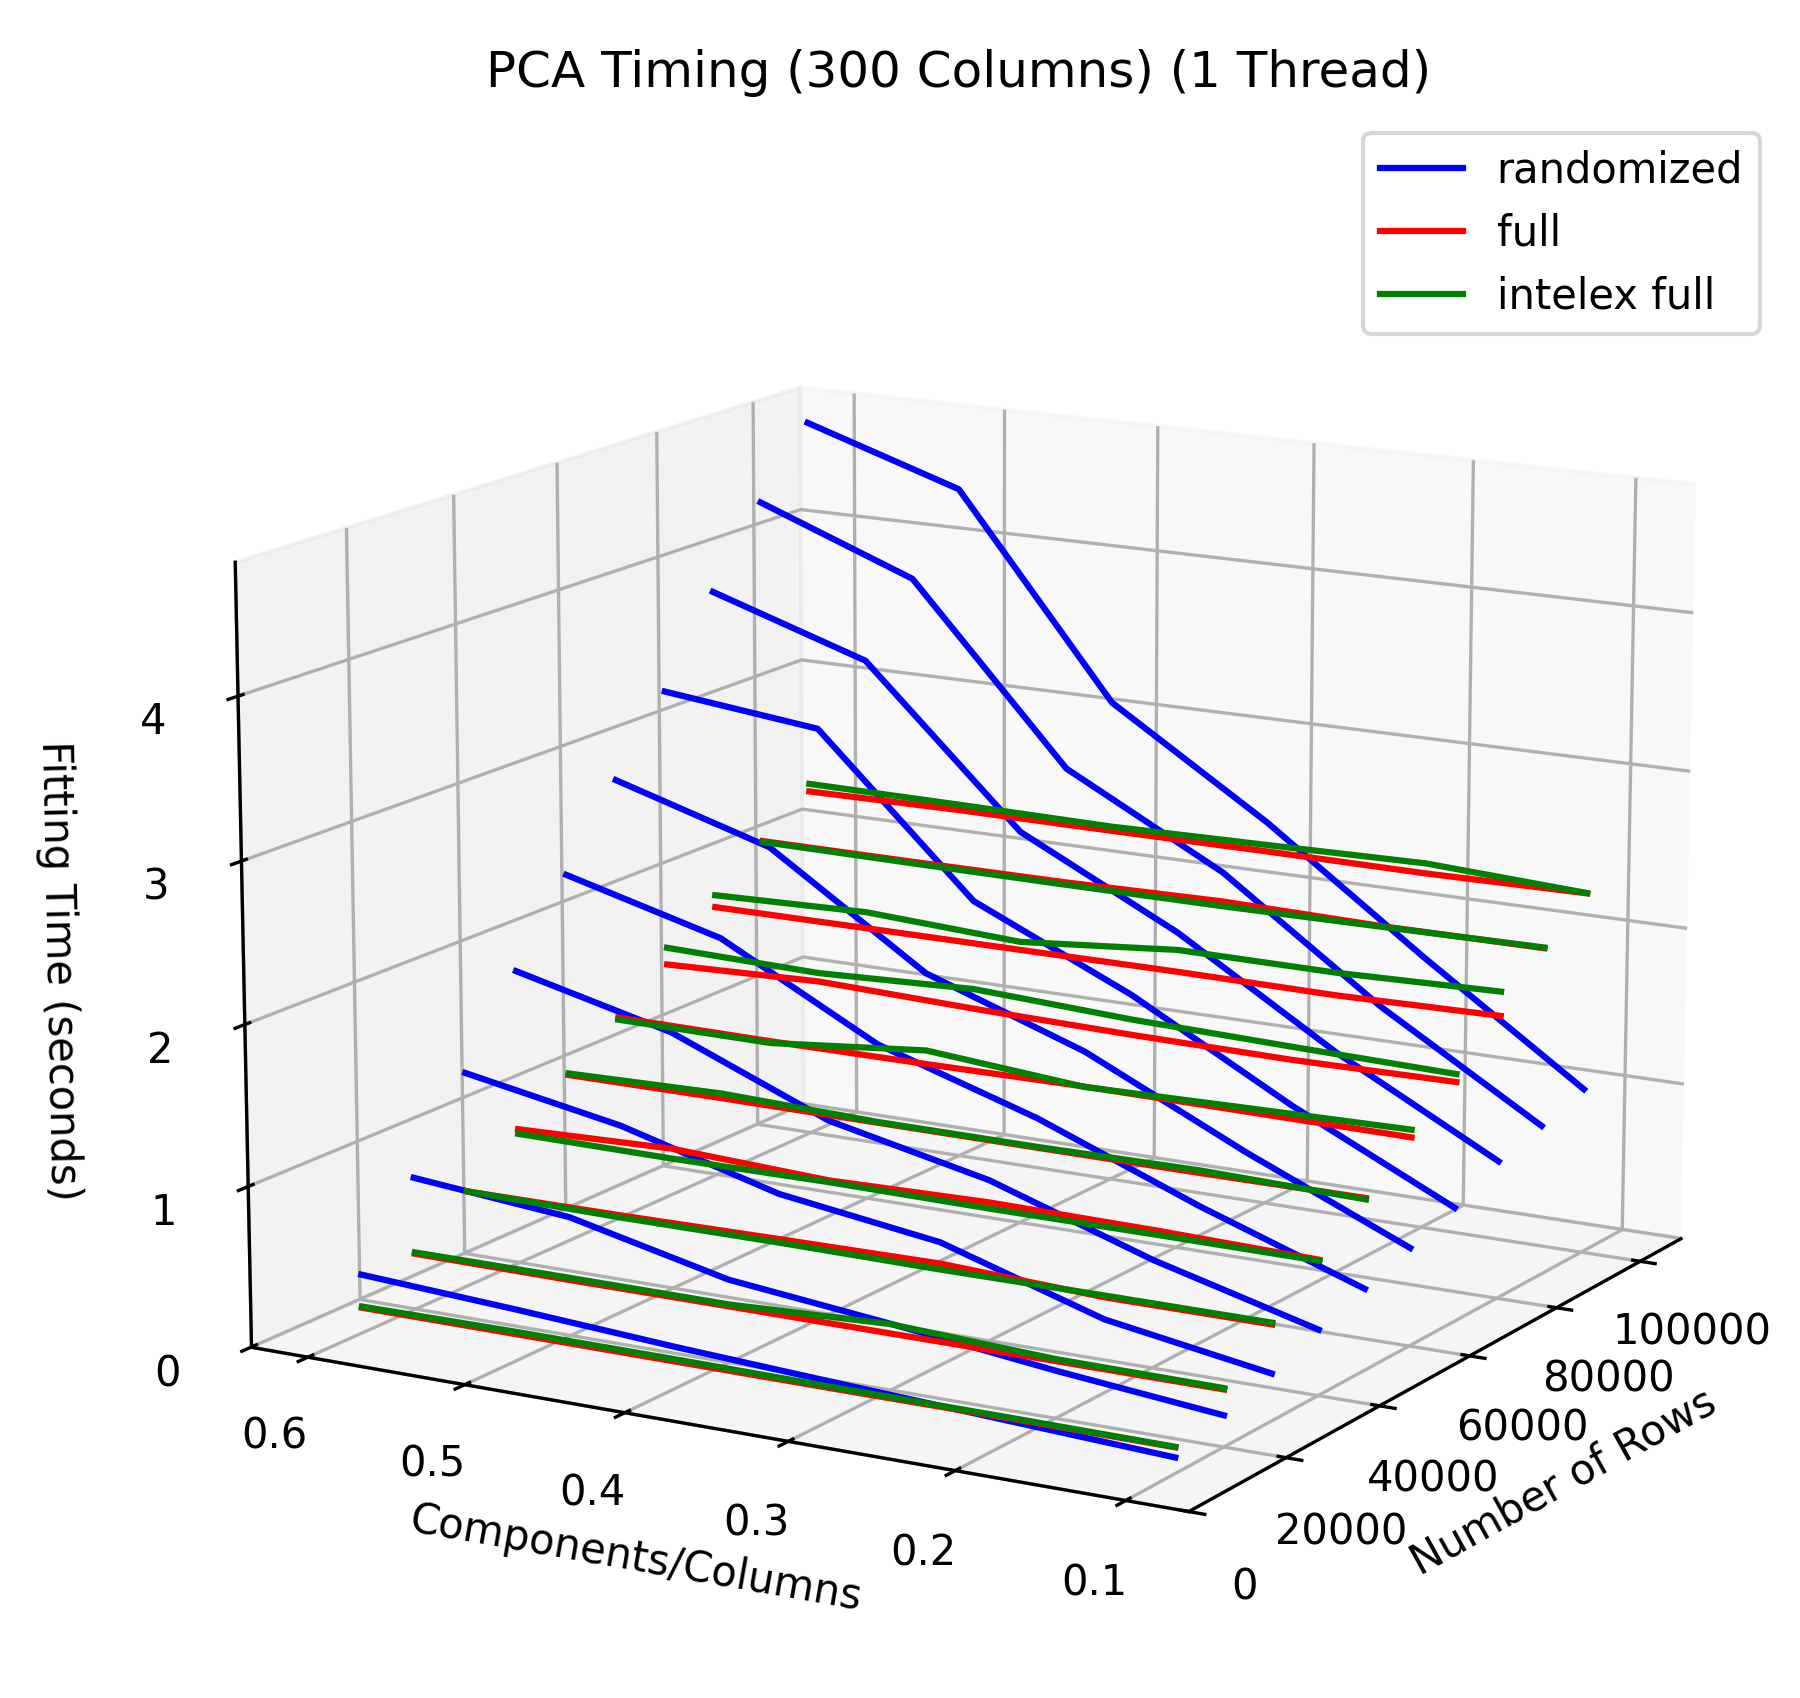 PCA Timing (300 Columns) (1 Thread)
randomized
full
intelex full
4
3
2
1
0
Fitting Time (seconds)
0.6
0.5
0.4
0.3
0.2
0.1
Components/Columns
0
20000
40000
60000
80000
100000
Number of Rows